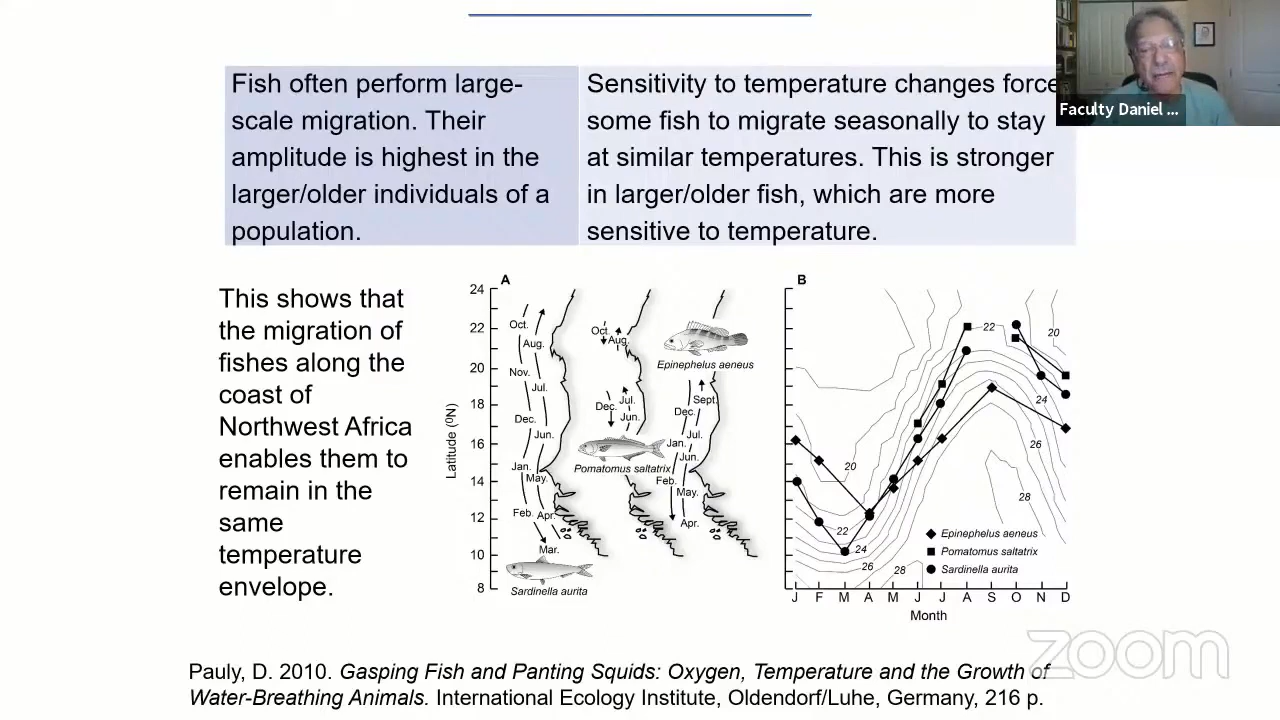 Fish often perform large-
scale migration. Their
amplitude is highest in the
larger/older individuals of a
population.
Sensitivity to temperature changes force
some fish to migrate seasonally to stay
at similar temperatures. This is stronger
in larger/older fish, which are more
sensitive to temperature.
Faculty Daniel ...
This shows that
the migration of
fishes along the
coast of
Northwest Africa
enables them to
remain in the
same
temperature
envelope.
A
Latitude (ºN)
24
22
20
18
16
14
12
10
8
Oct.
Aug.
Nov.
Jul.
Dec.
Jun.
Jan.
May.
Feb.
Apr.
Mar.
Sardinella aurita
Oct.
Aug.
Jul.
Dec.
Jun.
Pomatomus saltatrix
Epinephelus aeneus
Sept.
Dec.
Jul.
Jan.
Jun.
Feb.
May.
Apr.
B
22
20
24
26
20
28
22
24
26
28
Epinephelus aeneus
Pomatomus saltatrix
Sardinella aurita
J F M A M J J A S O N D
Month
zoom
Pauly, D. 2010. Gasping Fish and Panting Squids: Oxygen, Temperature and the Growth of
Water-Breathing Animals. International Ecology Institute, Oldendorf/Luhe, Germany, 216 p.